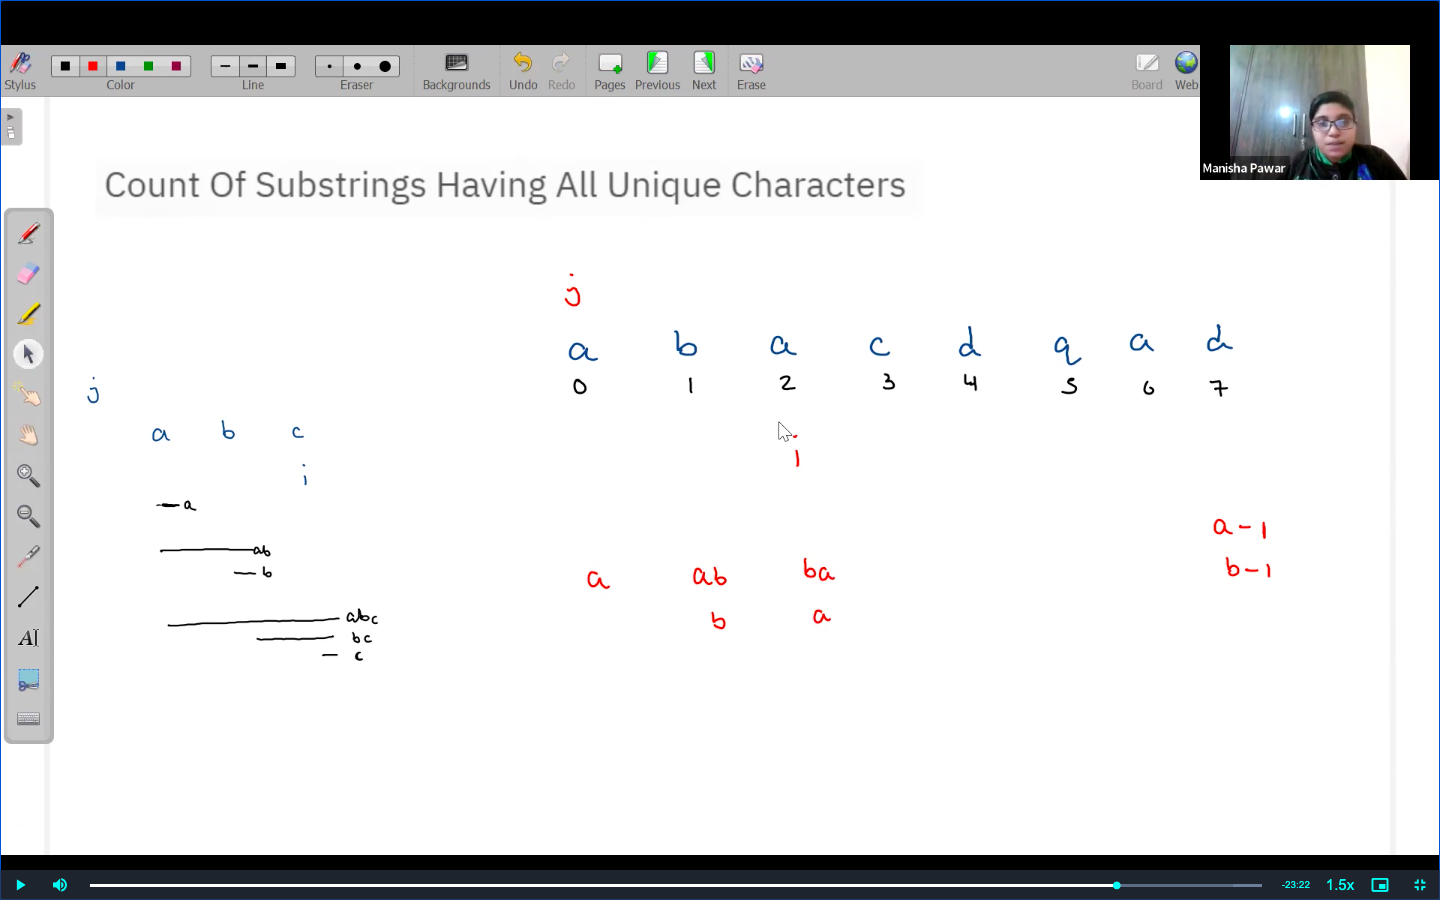 Stylus Color Line Eraser Backgrounds Undo Redo Pages Previous Next Erase Board Web
Manisha Pawar
Count Of Substrings Having All Unique Characters
j
a b a c d q a d
0 1 2 3 4 5 6 7
j
a b c
i
i
a
ab
b
abc
bc
c
a ab ba
b a
a - 1
b - 1
A
-23:22 1.5x